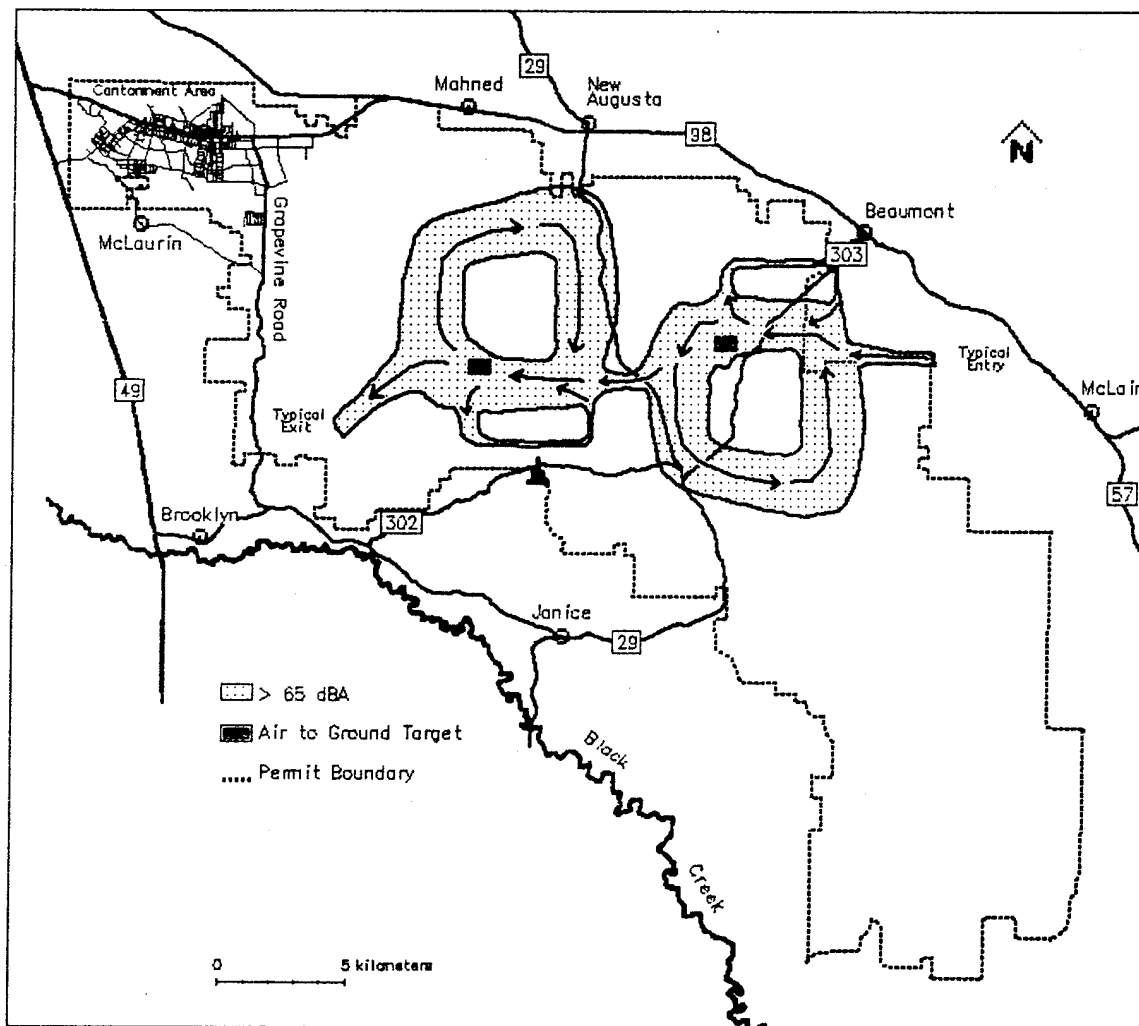 29
Mahned
New
Augusta
Cantonment Area
98
N
McLaurin
Grapevine Road
Beaumont
303
49
Typical
Entry
McLain
Typical
Exit
57
Brooklyn
302
Janice
29
> 65 dBA
Air to Ground Target
Permit Boundary
Black
Creek
0
5 kilometers